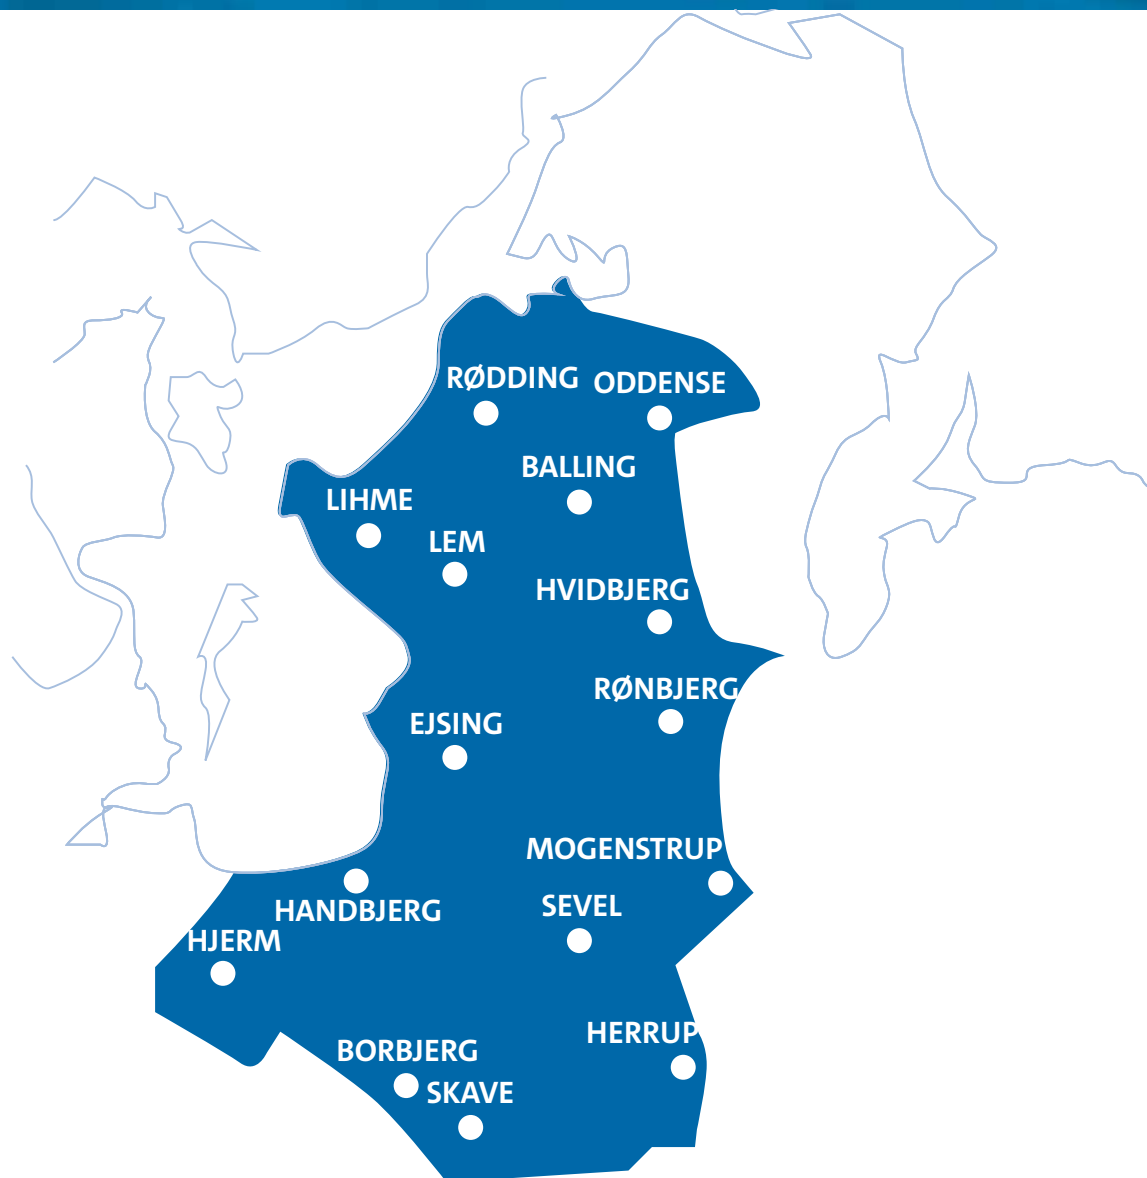 RØDDING
ODDENSE
BALLING
LIHME
LEM
HVIDBJERG
RØNBJERG
EJSING
MOGENSTRUP
SEVEL
HANDBJERG
HJERM
HERRUP
BORBJERG
SKAVE